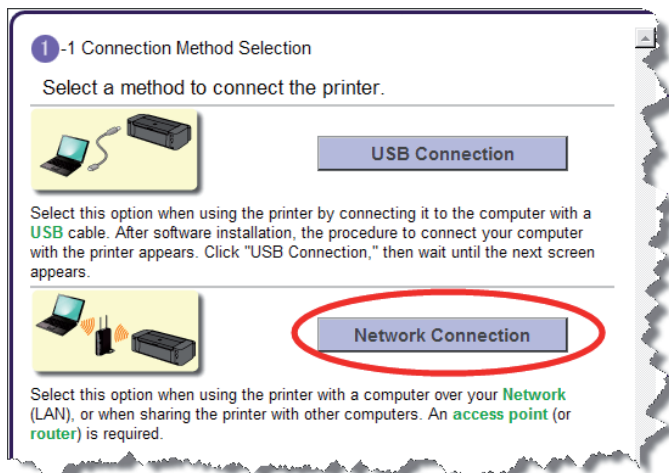 1-1 Connection Method Selection
Select a method to connect the printer.
USB Connection
Select this option when using the printer by connecting it to the computer with a
USB cable. After software installation, the procedure to connect your computer
with the printer appears. Click "USB Connection," then wait until the next screen
appears.
Network Connection
Select this option when using the printer with a computer over your Network
(LAN), or when sharing the printer with other computers. An access point (or
router) is required.